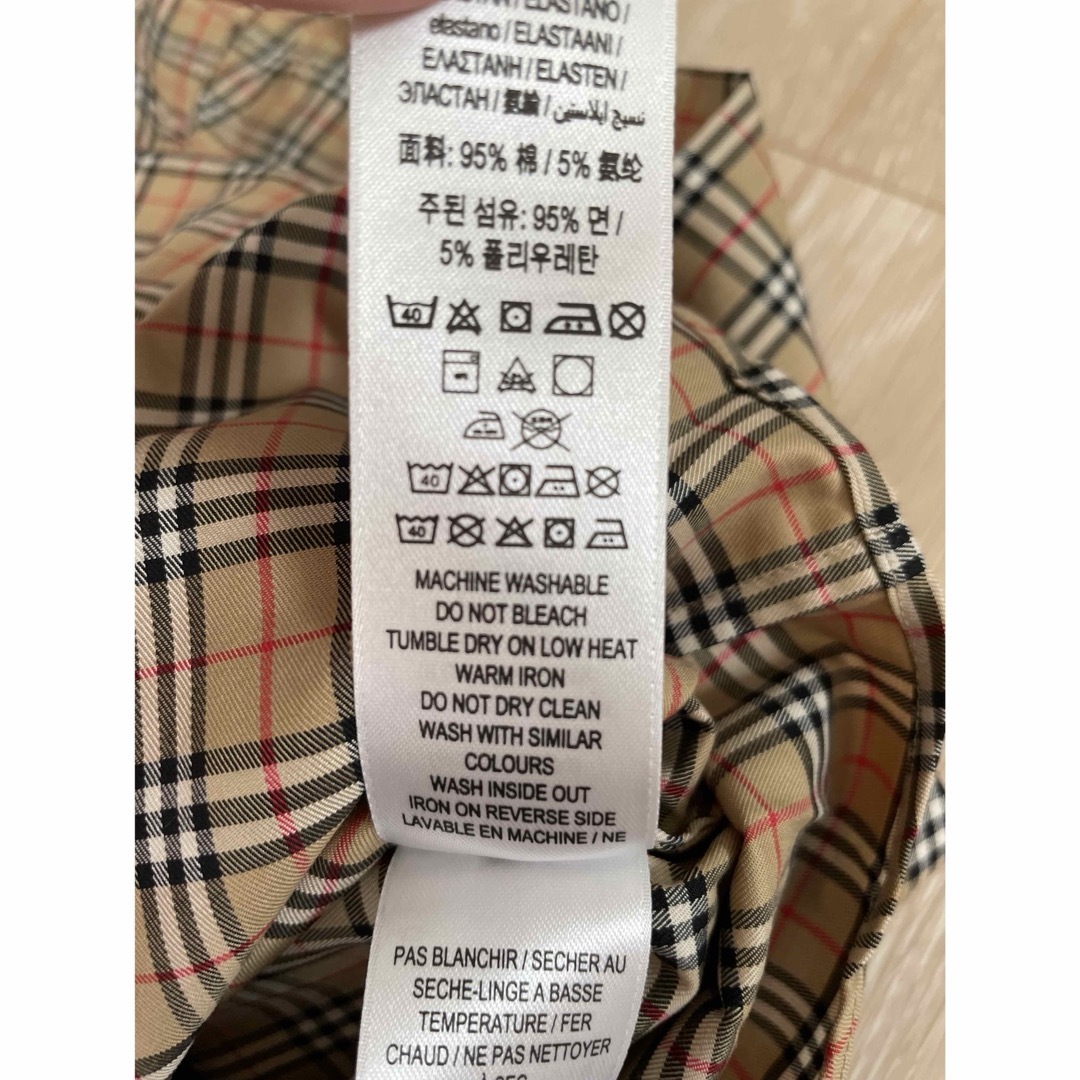 ELASTANO /
elastano / ELASTAANI /
ΕΛΑΣΤΑΝΗ / ELASTEN /
ЭЛАСТАН / 氨綸 /
面料: 95% 棉 / 5% 氨纶
주된 섬유: 95% 면 /
5% 폴리우레탄
40
40
40
MACHINE WASHABLE
DO NOT BLEACH
TUMBLE DRY ON LOW HEAT
WARM IRON
DO NOT DRY CLEAN
WASH WITH SIMILAR
COLOURS
WASH INSIDE OUT
IRON ON REVERSE SIDE
LAVABLE EN MACHINE / NE
PAS BLANCHIR / SECHER AU
SECHE-LINGE A BASSE
TEMPERATURE / FER
CHAUD / NE PAS NETTOYER